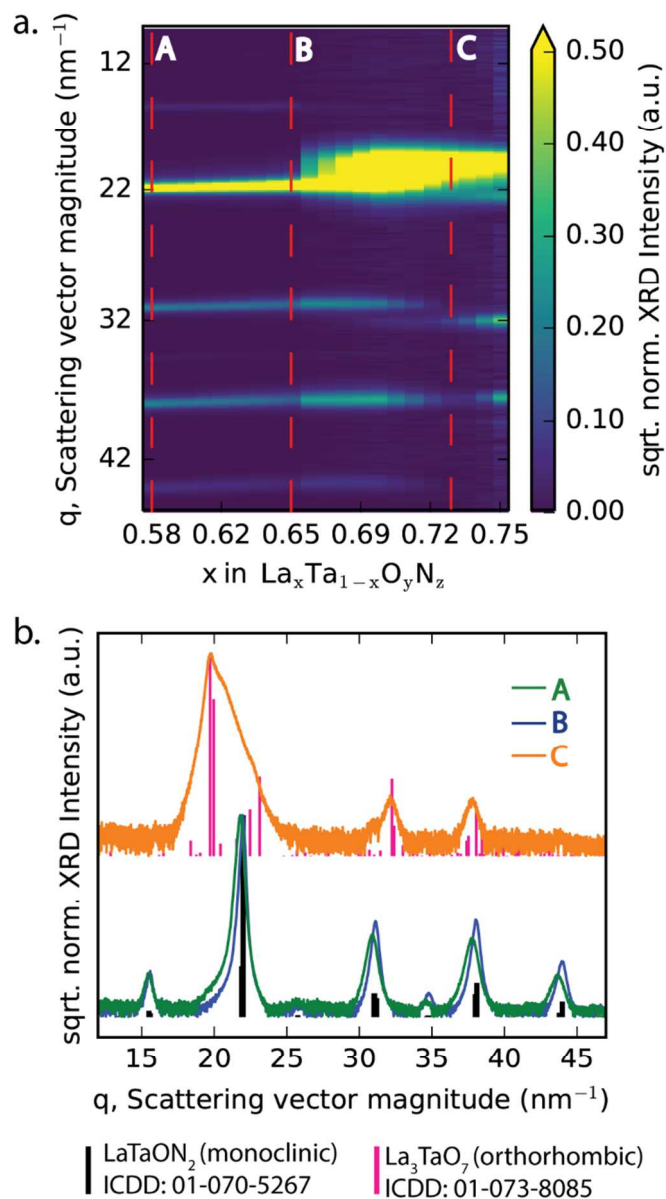 a.
A B C
q, Scattering vector magnitude (nm⁻¹)
12
22
32
42
0.58 0.62 0.65 0.69 0.72 0.75
x in LaₓTa₁₋ₓOᵧN_z
0.50
0.40
0.30
0.20
0.10
0.00
sqrt. norm. XRD Intensity (a.u.)
b.
sqrt. norm. XRD Intensity (a.u.)
A
B
C
15 20 25 30 35 40 45
q, Scattering vector magnitude (nm⁻¹)
LaTaON₂ (monoclinic)
ICDD: 01-070-5267
La₃TaO₇ (orthorhombic)
ICDD: 01-073-8085